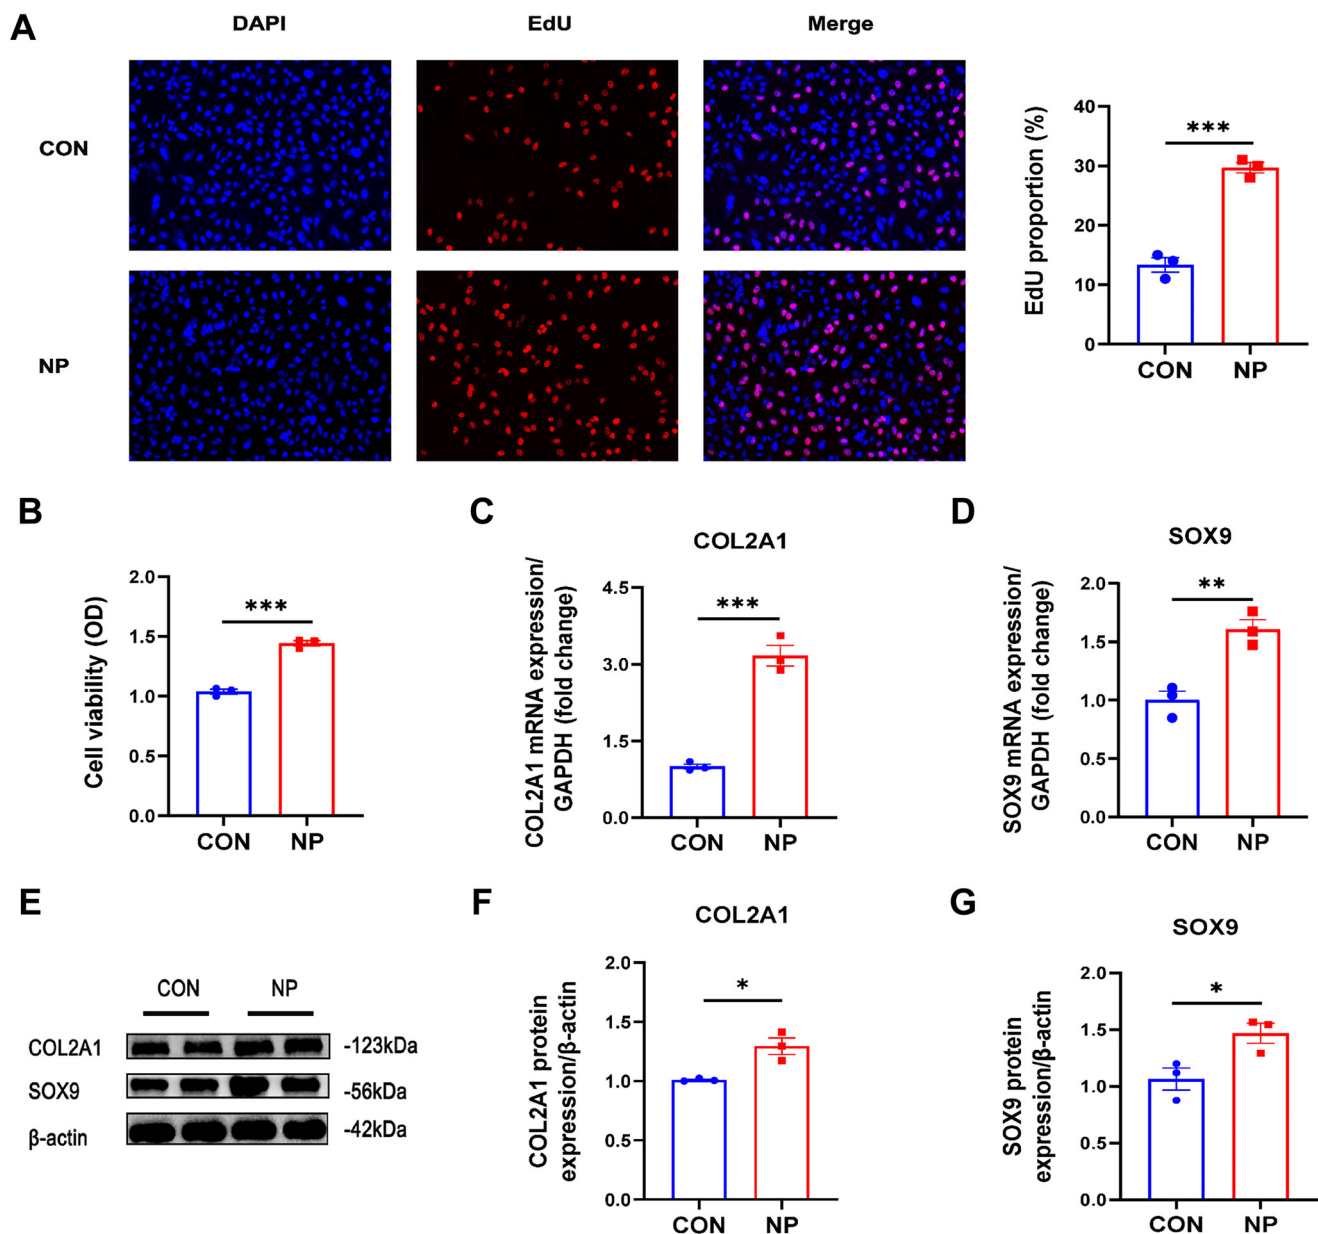 A
DAPI
EdU
Merge
CON
NP
EdU proportion (%)
40
30
20
10
0
***
CON
NP
B
Cell viability (OD)
2.0
1.5
1.0
0.5
0.0
***
CON
NP
C
COL2A1
COL2A1 mRNA expression/
GAPDH (fold change)
4.5
3.0
1.5
0.0
***
CON
NP
D
SOX9
SOX9 mRNA expression/
GAPDH (fold change)
2.0
1.5
1.0
0.5
0.0
**
CON
NP
E
CON
NP
COL2A1
-123kDa
SOX9
-56kDa
β-actin
-42kDa
F
COL2A1
COL2A1 protein
expression/β-actin
2.0
1.5
1.0
0.5
0.0
*
CON
NP
G
SOX9
SOX9 protein
expression/β-actin
2.0
1.5
1.0
0.5
0.0
*
CON
NP